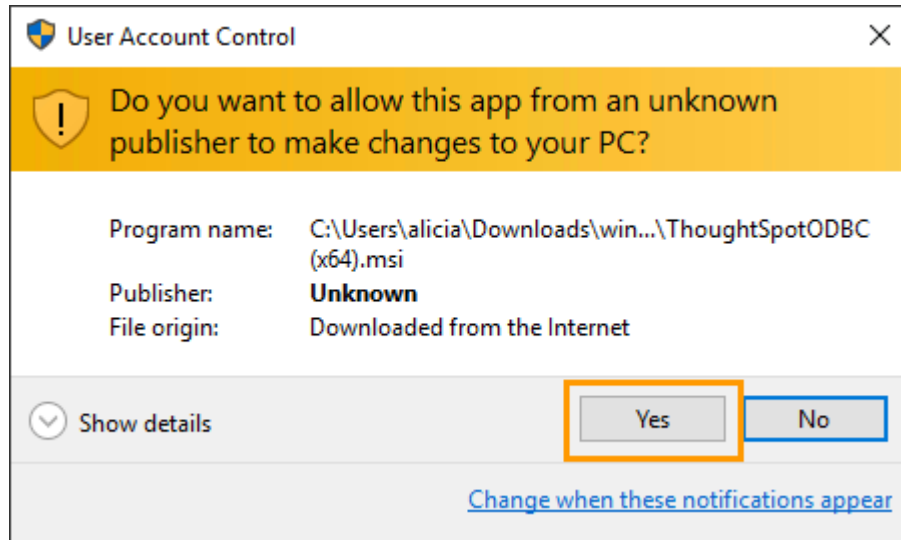 User Account Control
Do you want to allow this app from an unknown
publisher to make changes to your PC?
Program name: C:\Users\alicia\Downloads\win...\ThoughtSpotODBC
(x64).msi
Publisher: Unknown
File origin: Downloaded from the Internet
Show details Yes No
Change when these notifications appear